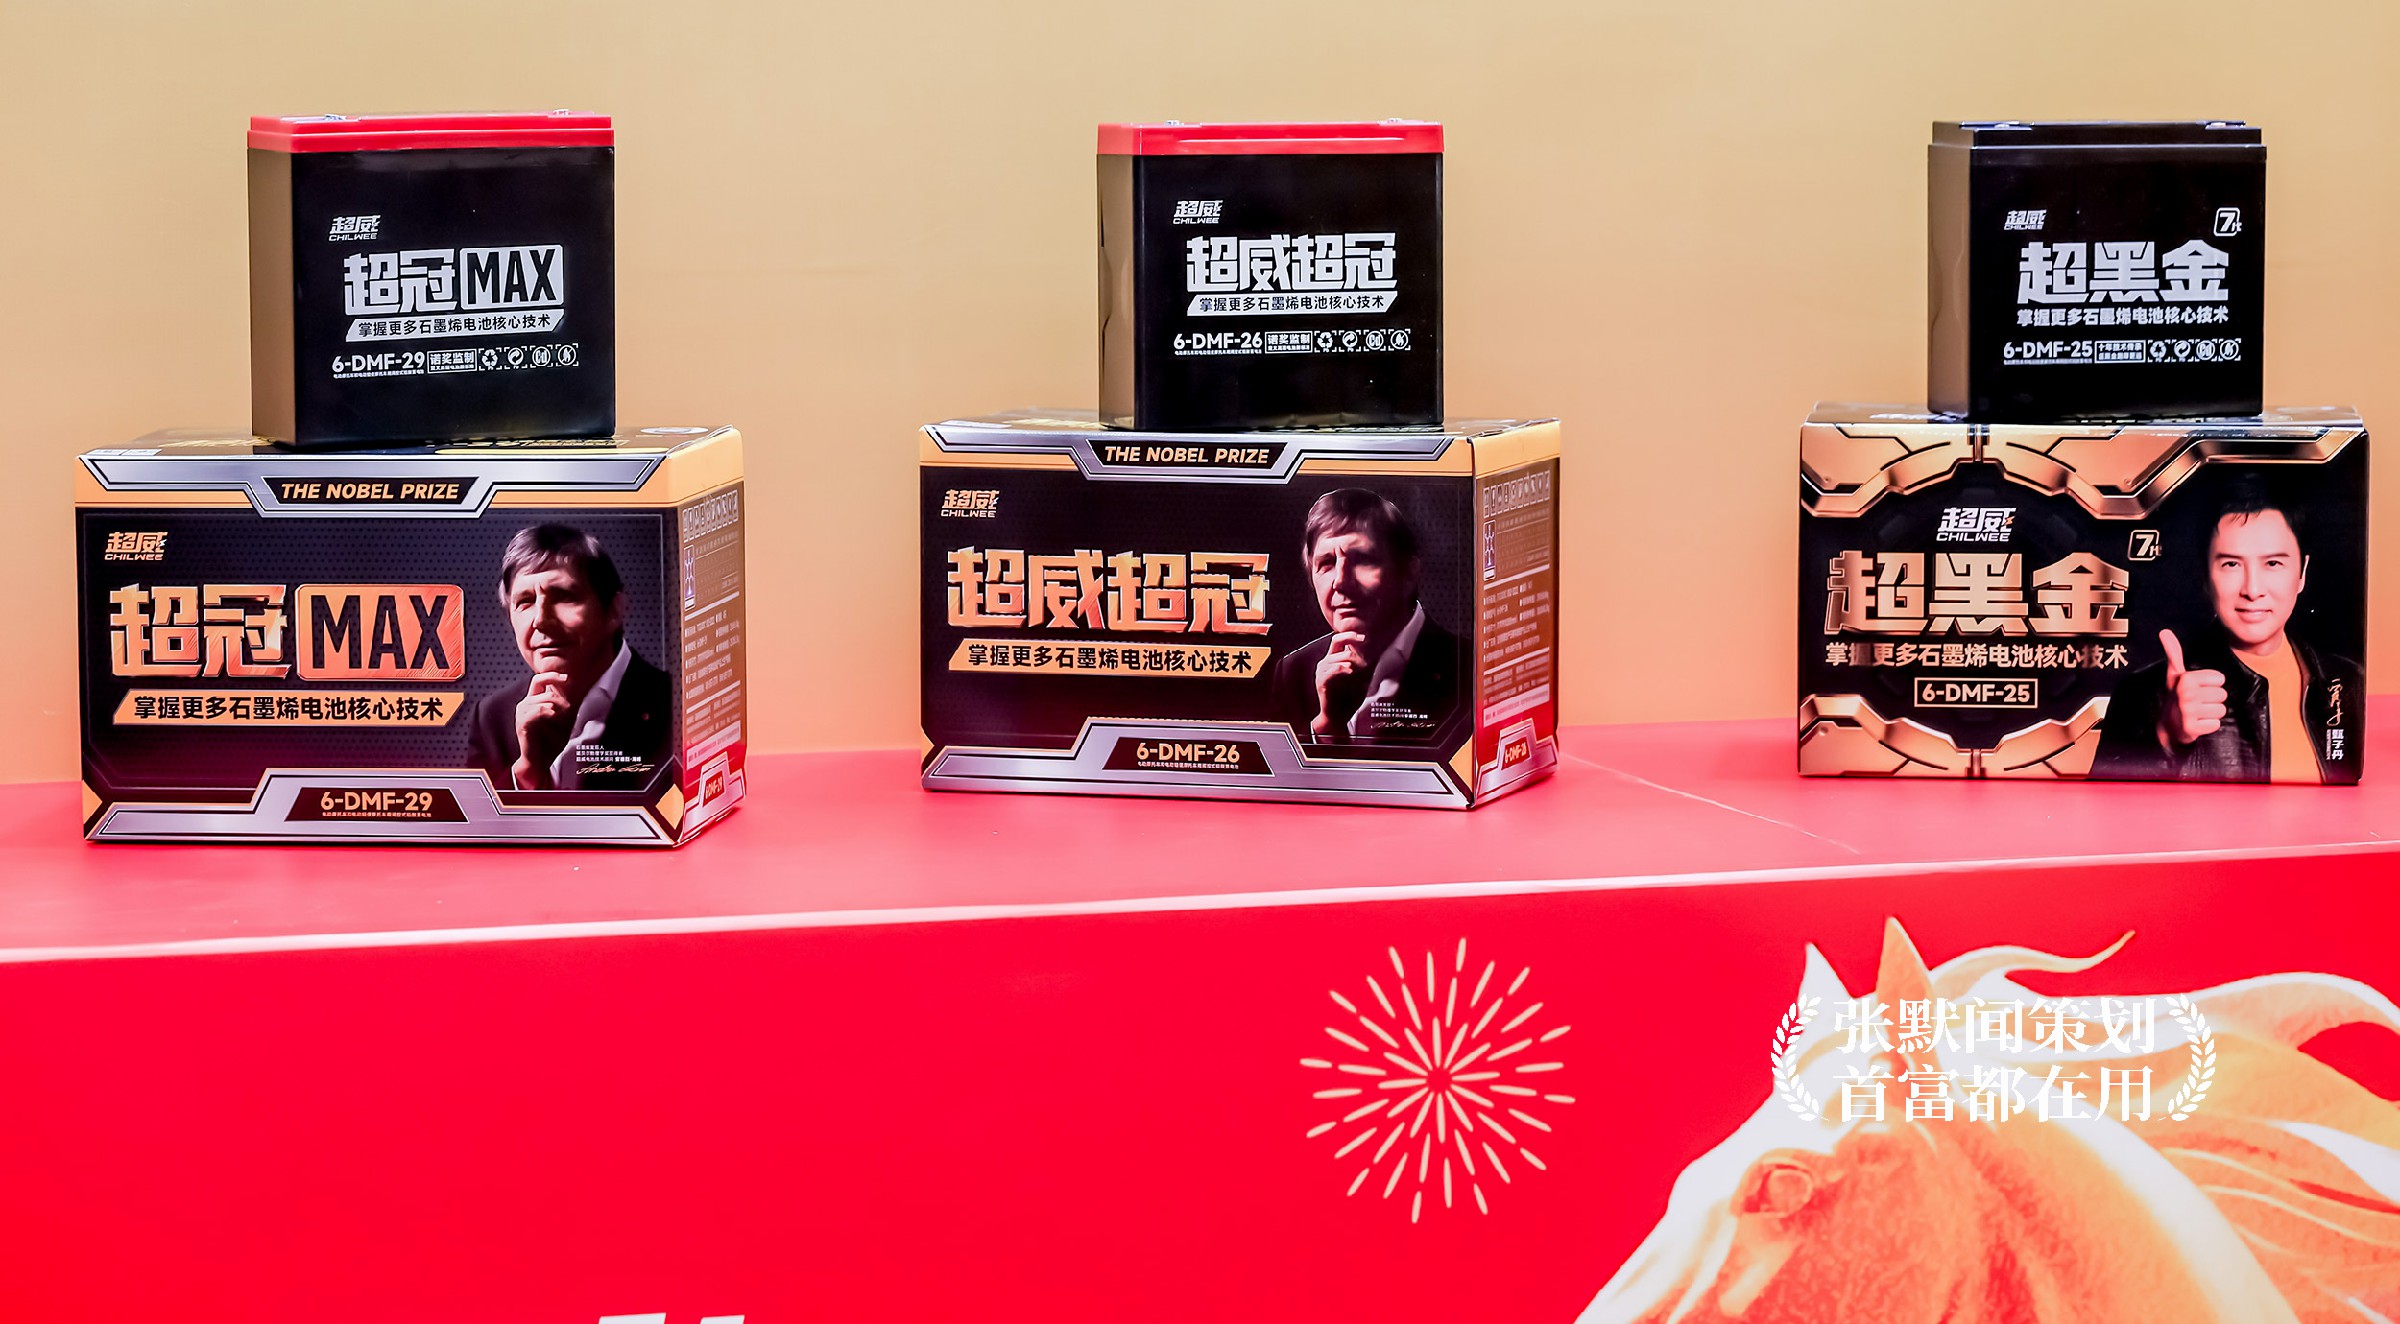 超威
CHILWEE
超冠 MAX
掌握更多石墨烯电池核心技术
6-DMF-29 诺奖监制
THE NOBEL PRIZE
超威
CHILWEE
超冠 MAX
掌握更多石墨烯电池核心技术
6-DMF-29
超威
CHILWEE
超威超冠
掌握更多石墨烯电池核心技术
6-DMF-26 诺奖监制
THE NOBEL PRIZE
超威
CHILWEE
超威超冠
掌握更多石墨烯电池核心技术
6-DMF-26
6-DMF-26
超威
CHILWEE
7代
超黑金
掌握更多石墨烯电池核心技术
6-DMF-25
超威
CHILWEE
7代
超黑金
掌握更多石墨烯电池核心技术
6-DMF-25
甄子丹
张默闻策划
首富都在用